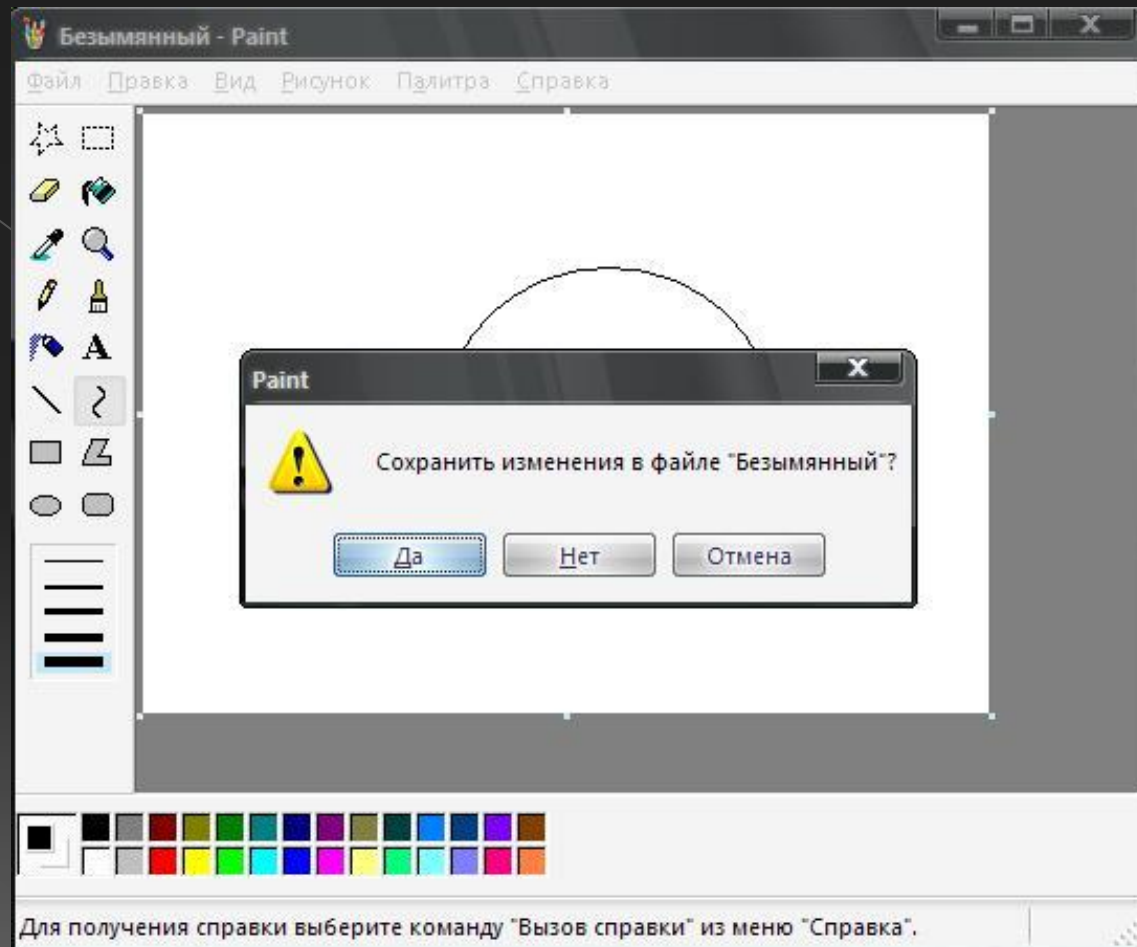 Безымянный - Paint
Файл Правка Вид Рисунок Палитра Справка
A
Paint
Сохранить изменения в файле "Безымянный"?
Да Нет Отмена
Для получения справки выберите команду "Вызов справки" из меню "Справка".